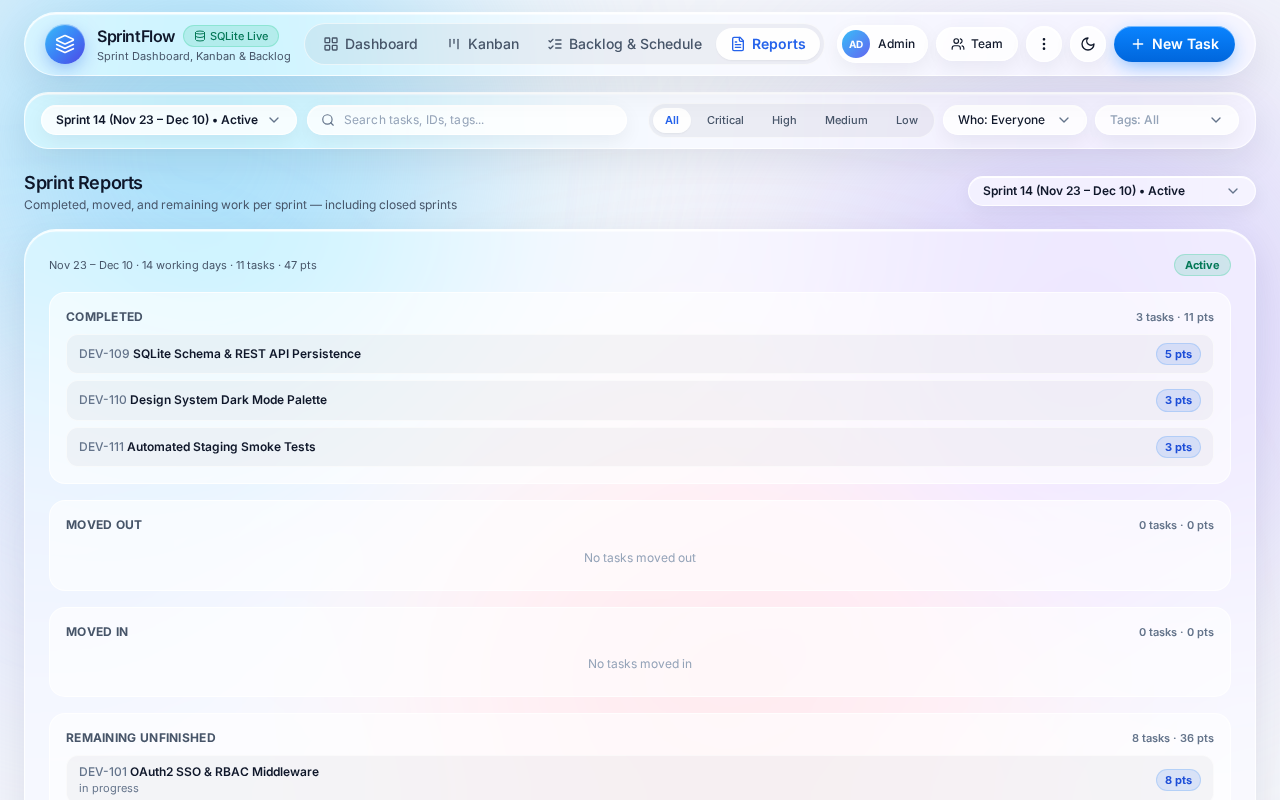 SprintFlow
SQLite Live
Sprint Dashboard, Kanban & Backlog
Dashboard
Kanban
Backlog & Schedule
Reports
AD
Admin
Team
New Task
Sprint 14 (Nov 23 – Dec 10) • Active
Search tasks, IDs, tags...
All
Critical
High
Medium
Low
Who: Everyone
Tags: All
Sprint Reports
Completed, moved, and remaining work per sprint — including closed sprints
Sprint 14 (Nov 23 – Dec 10) • Active
Nov 23 – Dec 10 · 14 working days · 11 tasks · 47 pts
Active
COMPLETED
3 tasks · 11 pts
DEV-109 SQLite Schema & REST API Persistence
5 pts
DEV-110 Design System Dark Mode Palette
3 pts
DEV-111 Automated Staging Smoke Tests
3 pts
MOVED OUT
0 tasks · 0 pts
No tasks moved out
MOVED IN
0 tasks · 0 pts
No tasks moved in
REMAINING UNFINISHED
8 tasks · 36 pts
DEV-101 OAuth2 SSO & RBAC Middleware
in progress
8 pts